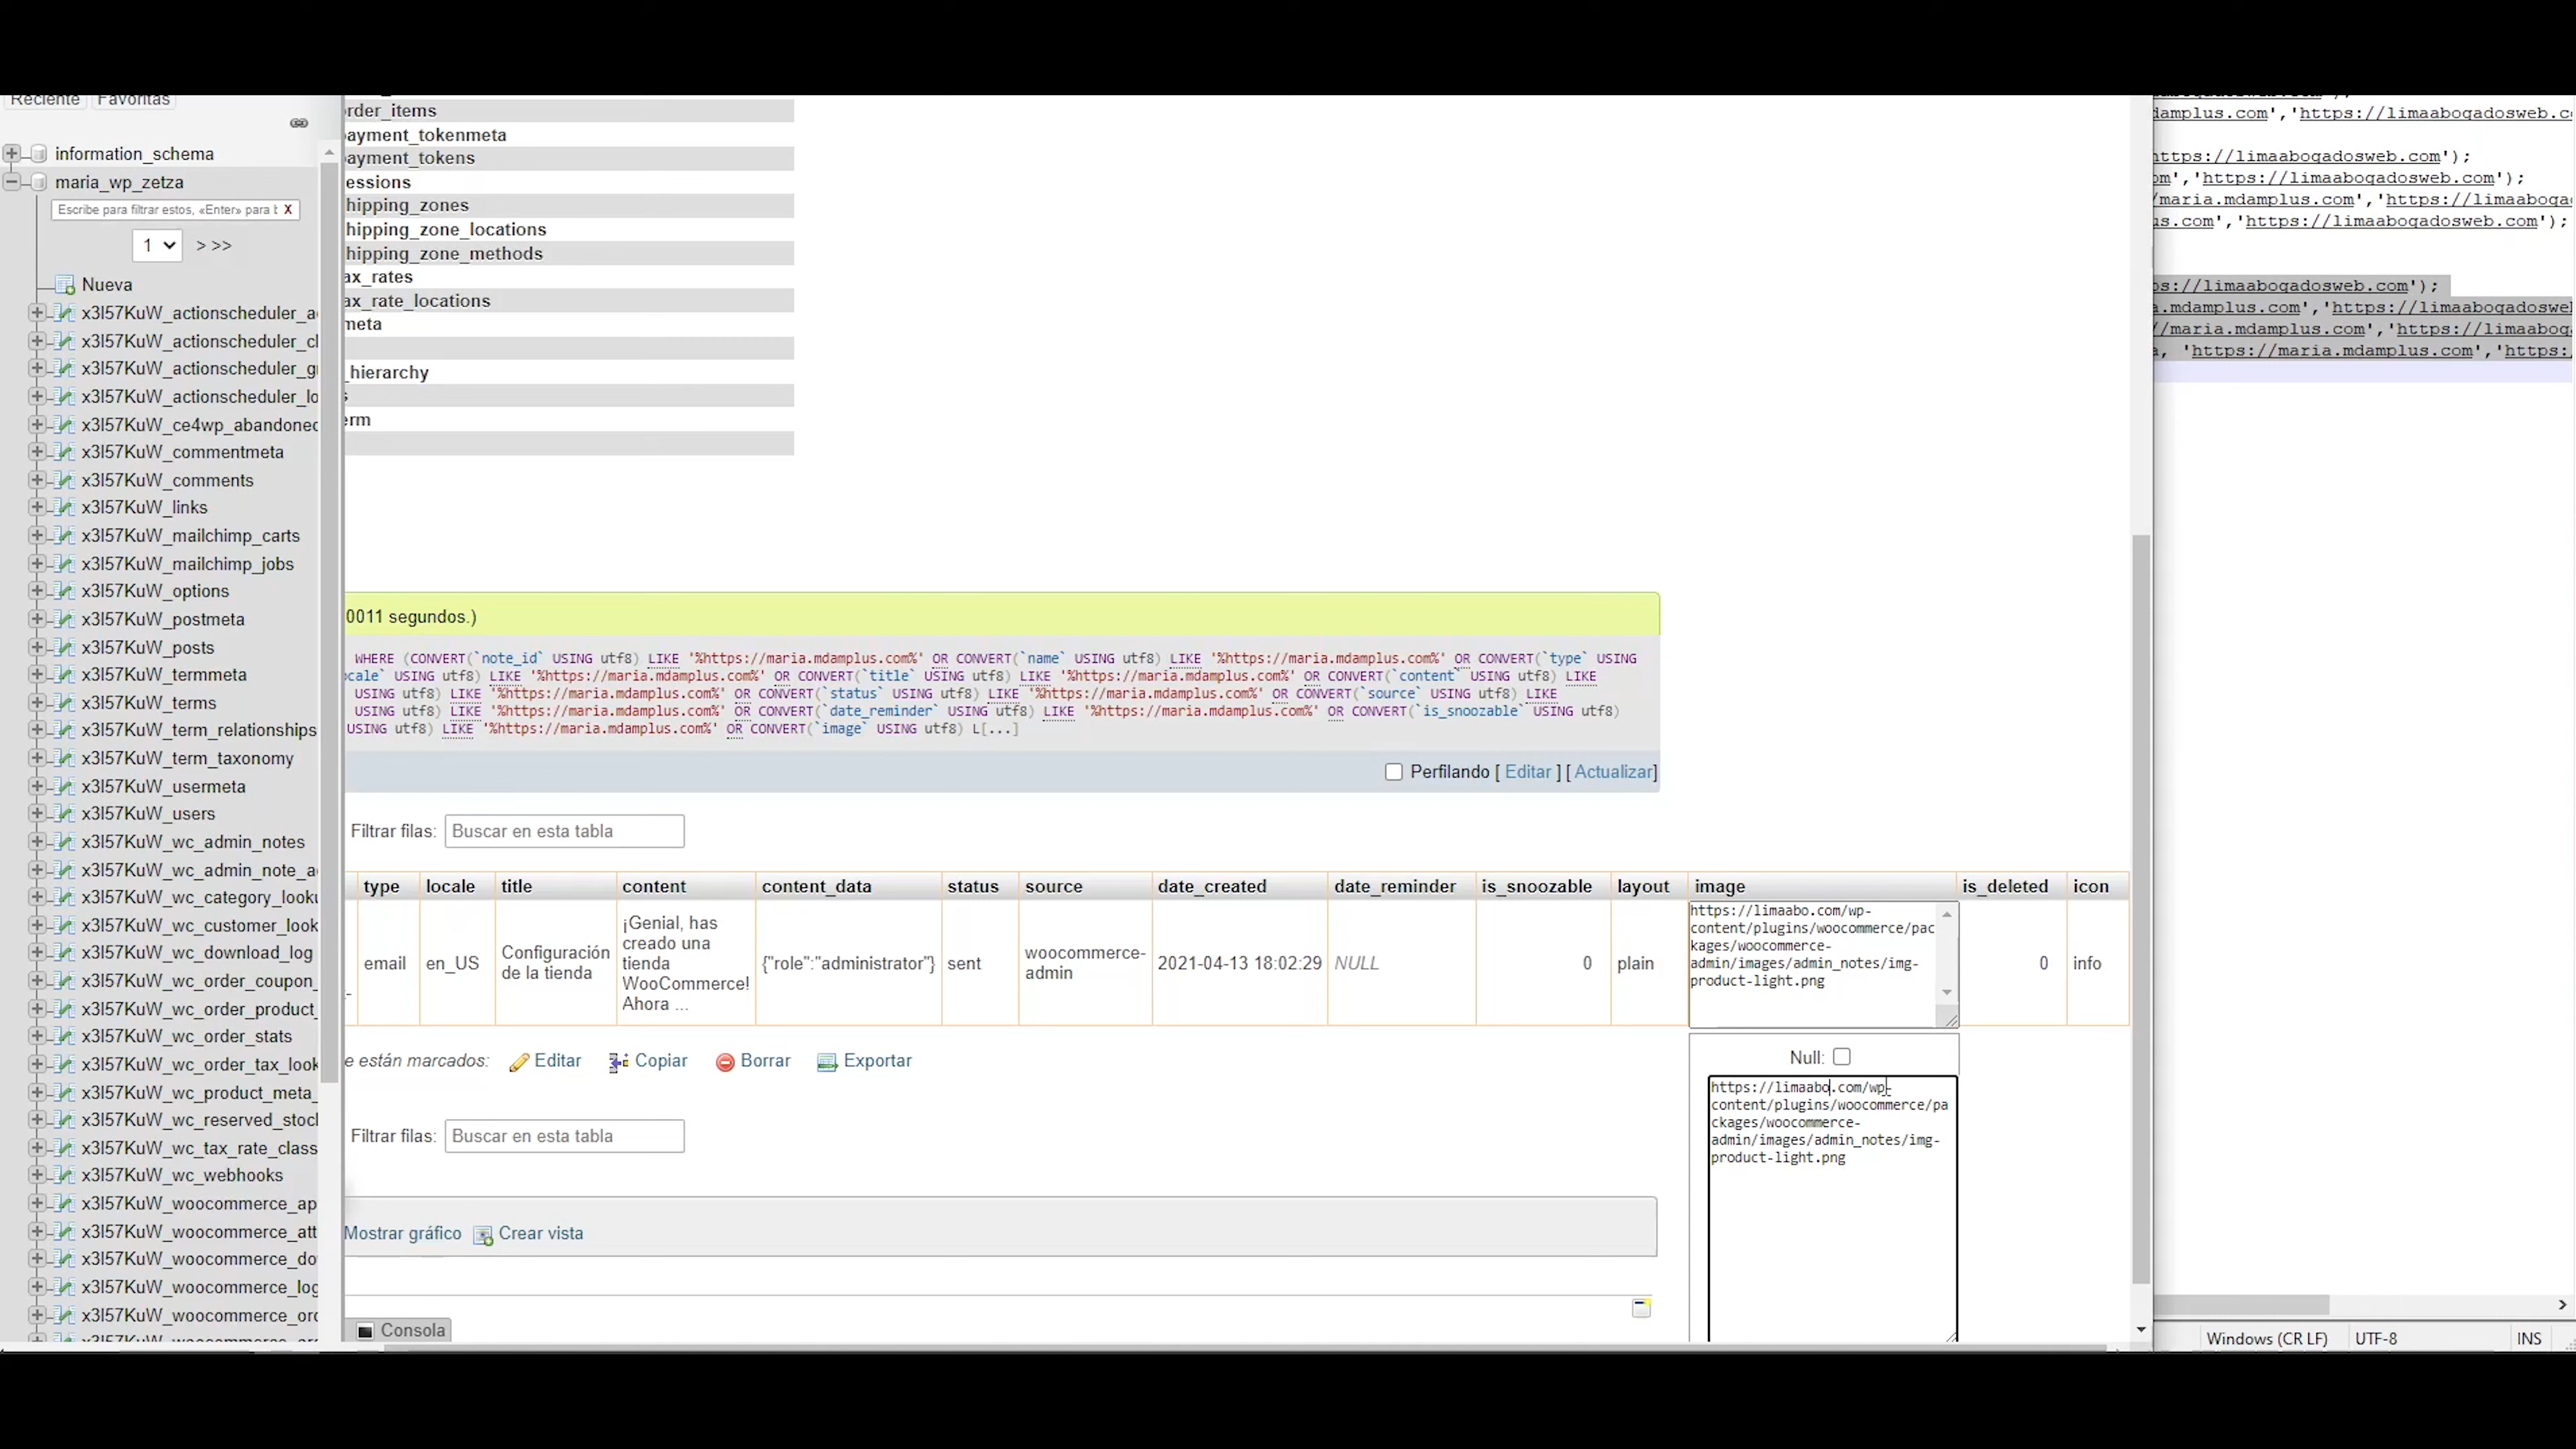 Reciente Favoritas
information_schema
maria_wp_zetza
Escribe para filtrar estos, «Enter» para b X
1 > >>
Nueva
x3I57KuW_actionscheduler_a
x3I57KuW_actionscheduler_cl
x3I57KuW_actionscheduler_g
x3I57KuW_actionscheduler_lo
x3I57KuW_ce4wp_abandoned
x3I57KuW_commentmeta
x3I57KuW_comments
x3I57KuW_links
x3I57KuW_mailchimp_carts
x3I57KuW_mailchimp_jobs
x3I57KuW_options
x3I57KuW_postmeta
x3I57KuW_posts
x3I57KuW_termmeta
x3I57KuW_terms
x3I57KuW_term_relationships
x3I57KuW_term_taxonomy
x3I57KuW_usermeta
x3I57KuW_users
x3I57KuW_wc_admin_notes
x3I57KuW_wc_admin_note_a
x3I57KuW_wc_category_looku
x3I57KuW_wc_customer_look
x3I57KuW_wc_download_log
x3I57KuW_wc_order_coupon_
x3I57KuW_wc_order_product_
x3I57KuW_wc_order_stats
x3I57KuW_wc_order_tax_look
x3I57KuW_wc_product_meta_
x3I57KuW_wc_reserved_stock
x3I57KuW_wc_tax_rate_class
x3I57KuW_wc_webhooks
x3I57KuW_woocommerce_ap
x3I57KuW_woocommerce_att
x3I57KuW_woocommerce_do
x3I57KuW_woocommerce_log
x3I57KuW_woocommerce_ord
order_items
payment_tokenmeta
payment_tokens
essions
hipping_zones
hipping_zone_locations
hipping_zone_methods
ax_rates
ax_rate_locations
meta
_hierarchy
s
erm
0011 segundos.)
WHERE (CONVERT(`note_id` USING utf8) LIKE '%https://maria.mdamplus.com%' OR CONVERT(`name` USING utf8) LIKE '%https://maria.mdamplus.com%' OR CONVERT(`type` USING
ocale` USING utf8) LIKE '%https://maria.mdamplus.com%' OR CONVERT(`title` USING utf8) LIKE '%https://maria.mdamplus.com%' OR CONVERT(`content` USING utf8) LIKE
USING utf8) LIKE '%https://maria.mdamplus.com%' OR CONVERT(`status` USING utf8) LIKE '%https://maria.mdamplus.com%' OR CONVERT(`source` USING utf8) LIKE
USING utf8) LIKE '%https://maria.mdamplus.com%' OR CONVERT(`date_reminder` USING utf8) LIKE '%https://maria.mdamplus.com%' OR CONVERT(`is_snoozable` USING utf8)
USING utf8) LIKE '%https://maria.mdamplus.com%' OR CONVERT(`image` USING utf8) L[...]
Perfilando [ Editar ] [ Actualizar]
Filtrar filas: Buscar en esta tabla
type locale title content content_data status source date_created date_reminder is_snoozable layout image is_deleted icon
email en_US Configuración de la tienda ¡Genial, has creado una tienda WooCommerce! Ahora ... {"role":"administrator"} sent woocommerce-admin 2021-04-13 18:02:29 NULL 0 plain
https://limaabo.com/wp-
content/plugins/woocommerce/pac
kages/woocommerce-
admin/images/admin_notes/img-
product-light.png
0 info
e están marcados: Editar Copiar Borrar Exportar
Null:
https://limaabo.com/wp-
content/plugins/woocommerce/pa
ckages/woocommerce-
admin/images/admin_notes/img-
product-light.png
Filtrar filas: Buscar en esta tabla
Mostrar gráfico Crear vista
Consola
damplus.com','https://limaabogadosweb.c
https://limaabogadosweb.com');
om','https://limaabogadosweb.com');
/maria.mdamplus.com','https://limaaboga
us.com','https://limaabogadosweb.com');
ps://limaabogadosweb.com');
a.mdamplus.com','https://limaabogadoswe
//maria.mdamplus.com','https://limaabog
a, 'https://maria.mdamplus.com','https:
Windows (CR LF) UTF-8 INS